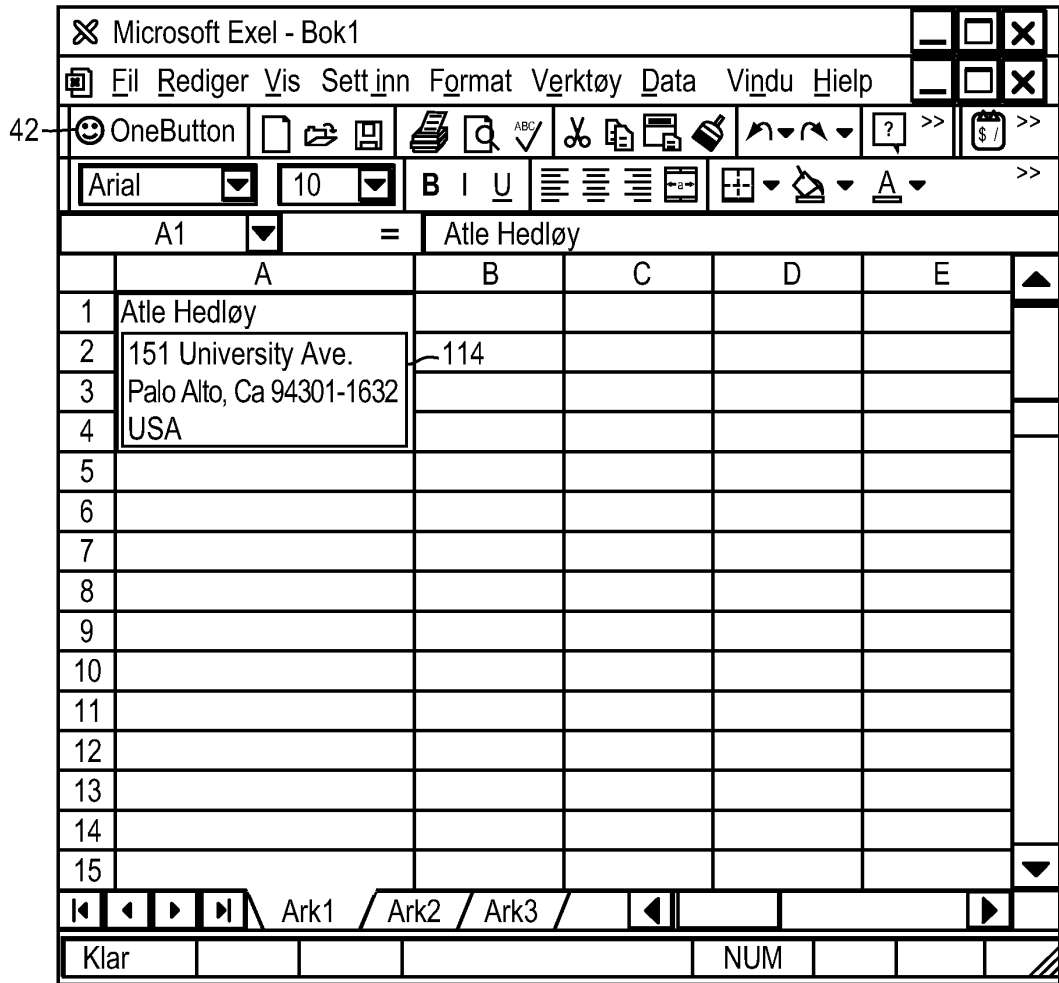 Microsoft Exel - Bok1
Fil Rediger Vis Sett inn Format Verktøy Data Vindu Hielp
42 OneButton ABC ? >> $ / >>
Arial 10 B I U a A >>
A1 = Atle Hedløy
A B C D E
1 Atle Hedløy
2 151 University Ave. 114
3 Palo Alto, Ca 94301-1632
4 USA
5
6
7
8
9
10
11
12
13
14
15
Ark1 Ark2 Ark3
Klar NUM